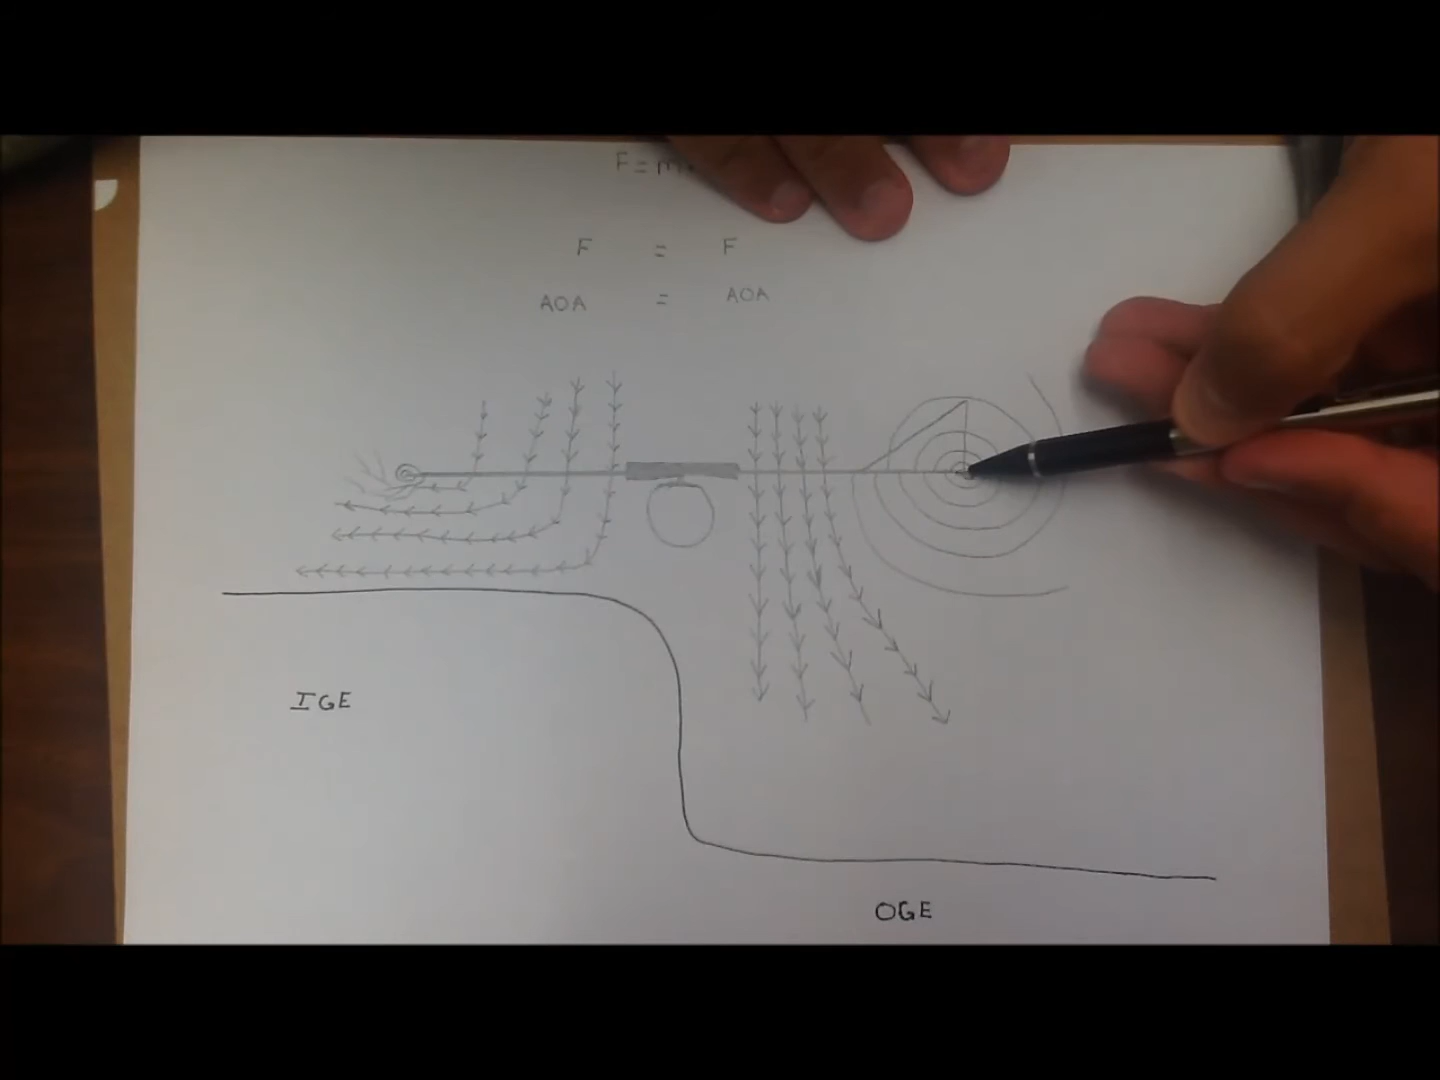 F = m
F = F
AOA = AOA
IGE
OGE